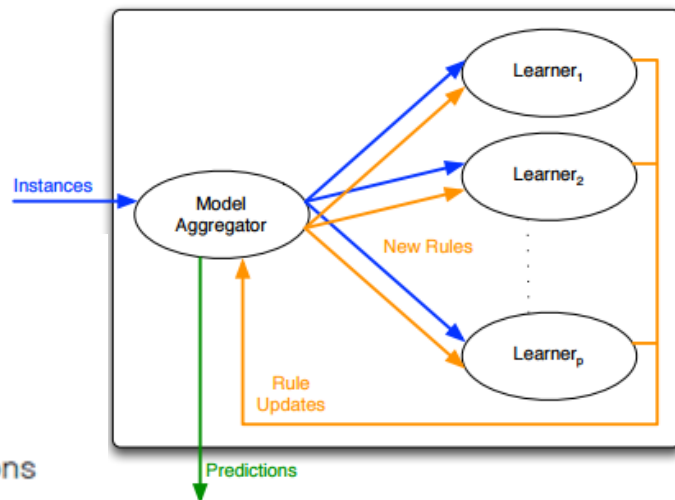 Learner1
Instances
Model
Aggregator
Learner2
New Rules
Learnerp
Rule
Updates
Predictions